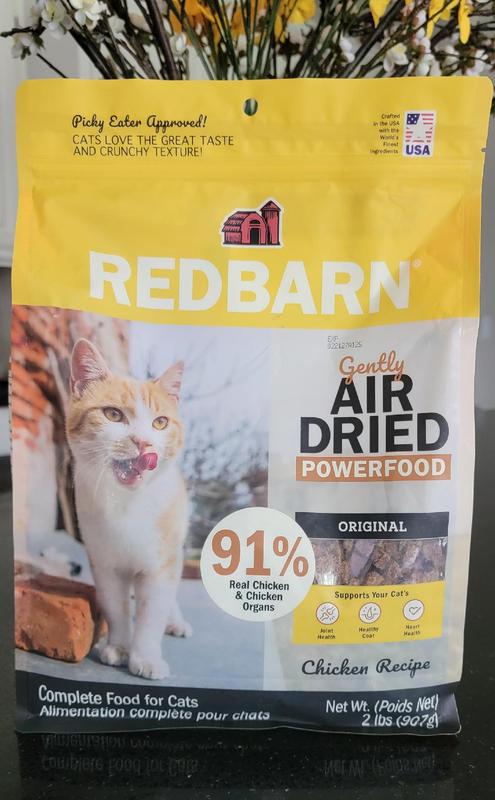 Picky Eater Approved!
CATS LOVE THE GREAT TASTE
AND CRUNCHY TEXTURE!
Crafted
in the USA
with the
World's
Finest
Ingredients
USA
REDBARN®
EXP.
Gently
AIR
DRIED
POWERFOOD
ORIGINAL
91%
Real Chicken
& Chicken
Organs
Supports Your Cat's
Joint
Health
Healthy
Coat
Heart
Health
Chicken Recipe
Complete Food for Cats
Alimentation complète pour chats
Net Wt. (Poids Net)
2 lbs (907g)